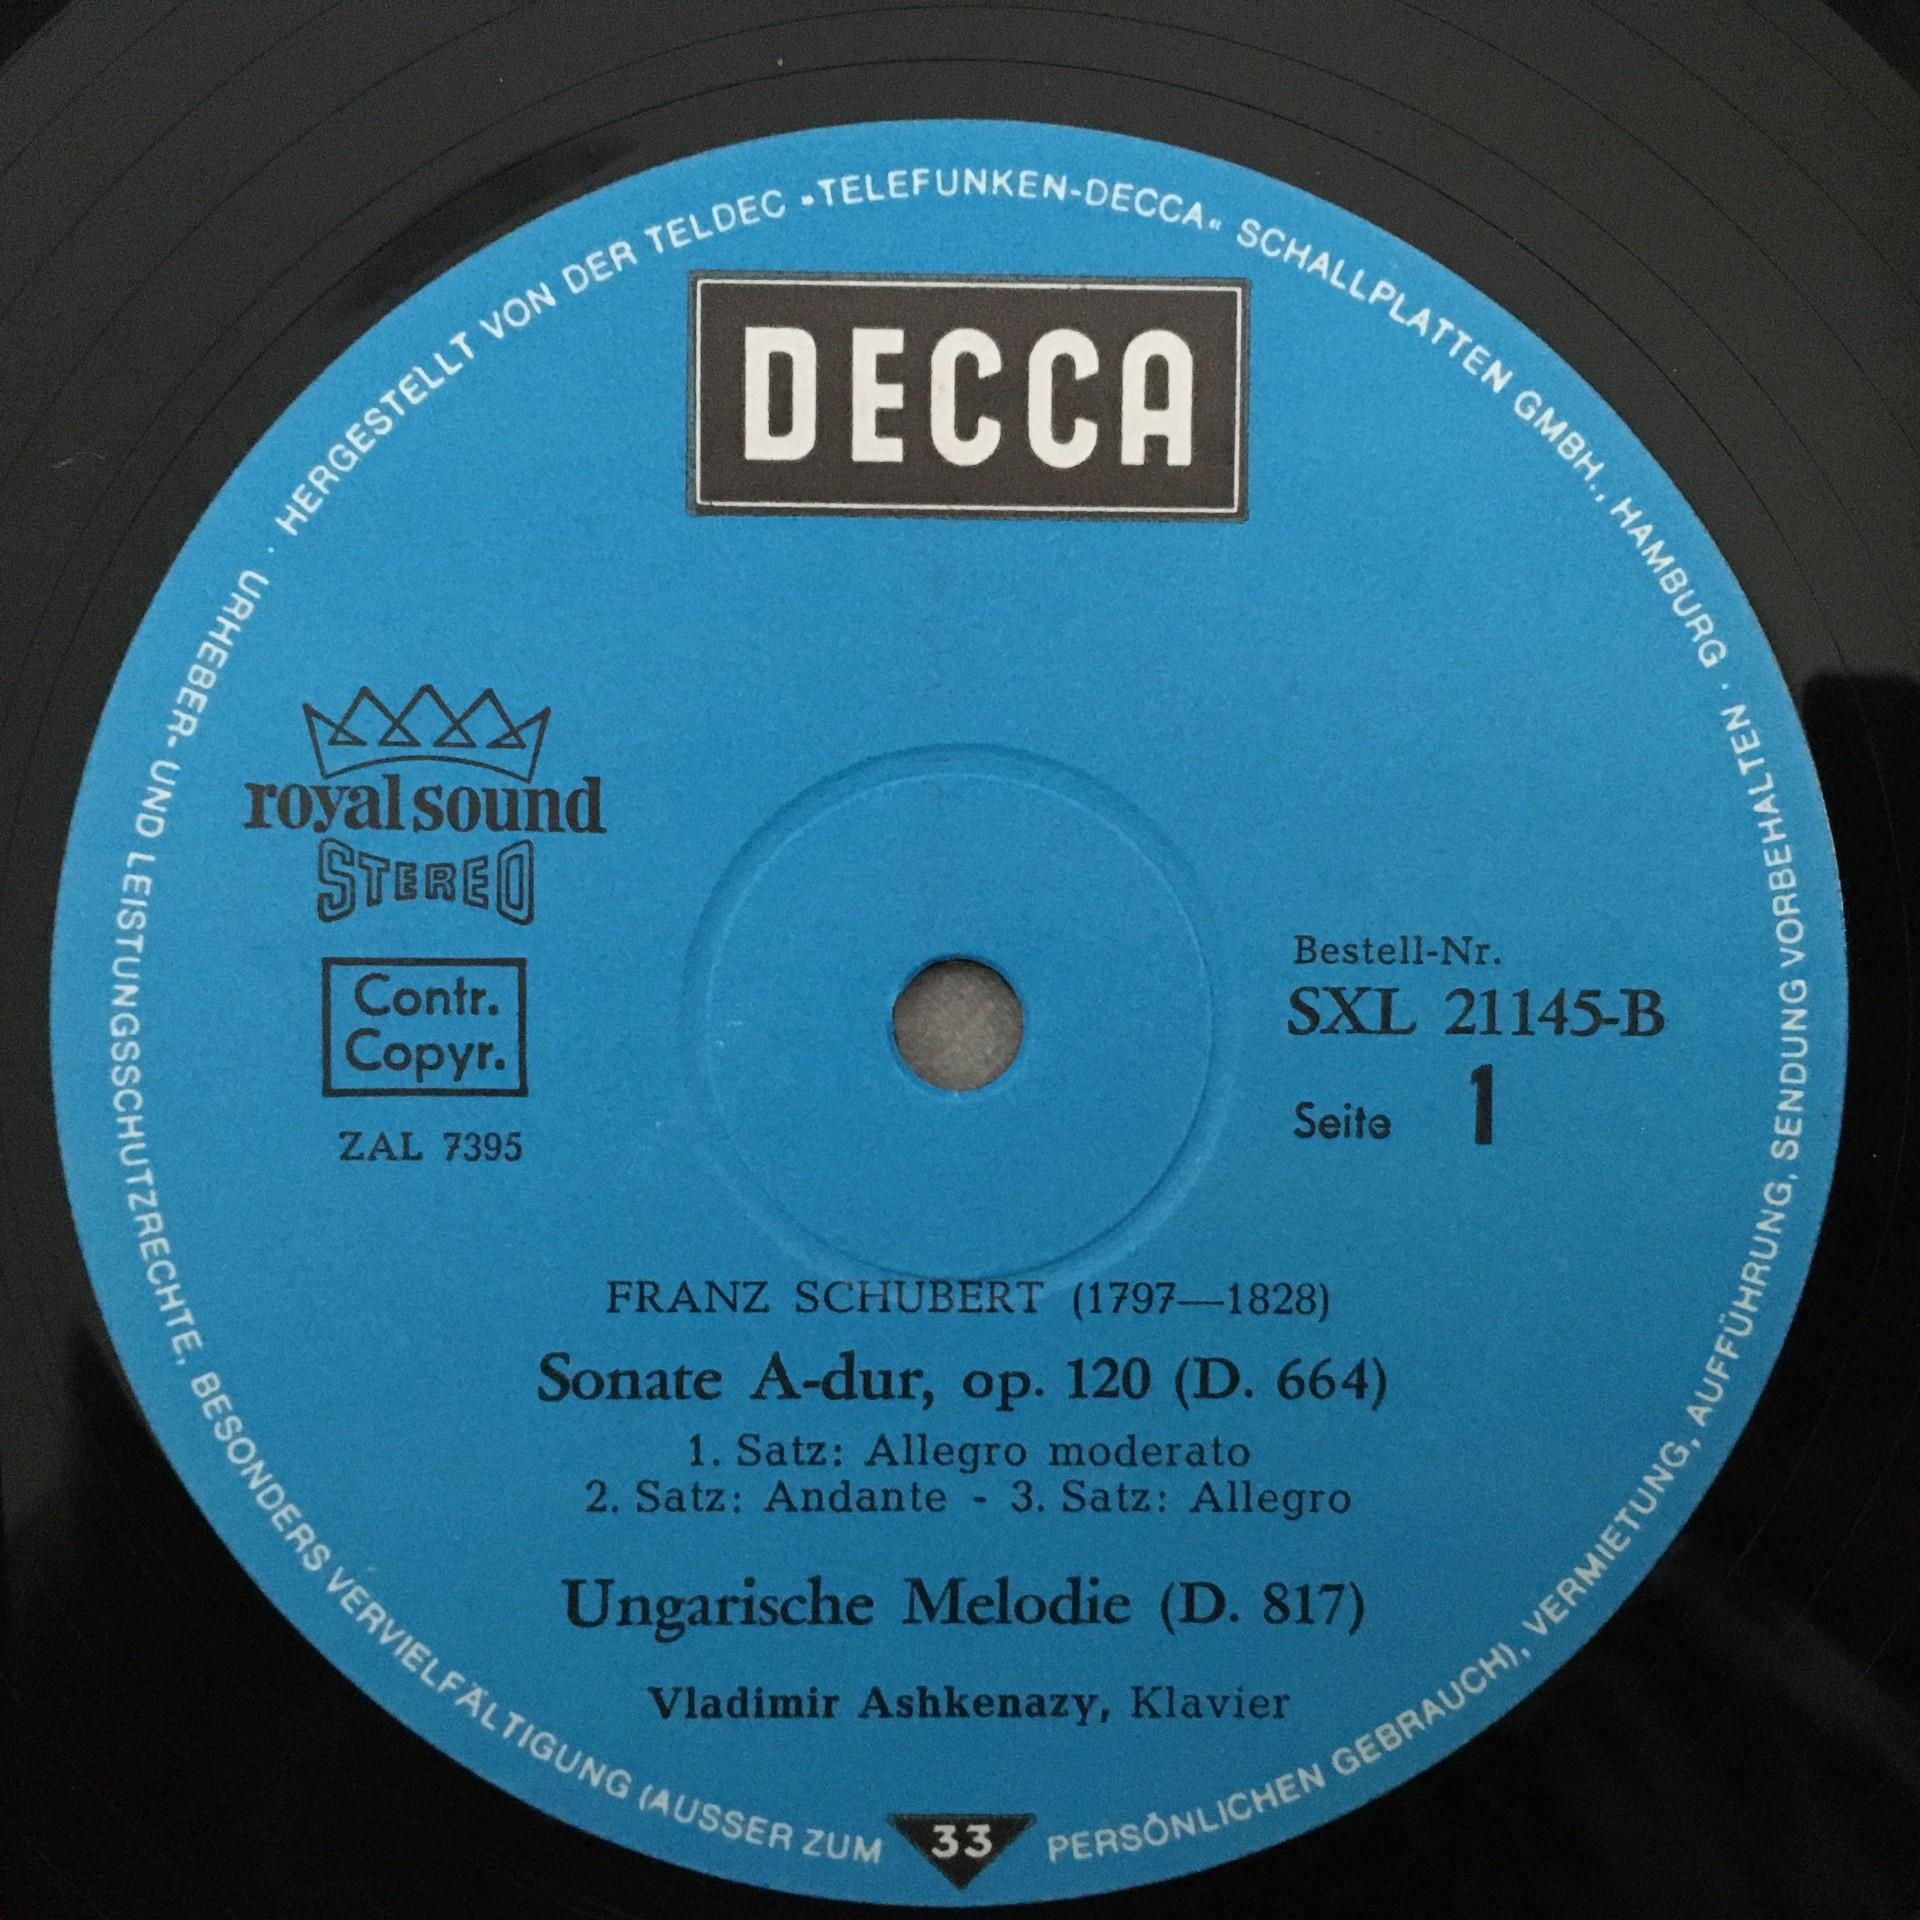 HERGESTELLT VON DER TELDEC »TELEFUNKEN-DECCA« SCHALLPLATTEN GMBH., HAMBURG ·
URHEBER- UND LEISTUNGSSCHUTZRECHTE, BESONDERS VERVIELFÄLTIGUNG (AUSSER ZUM PERSÖNLICHEN GEBRAUCH), VERMIETUNG, AUFFÜHRUNG, SENDUNG VORBEHALTEN ·
DECCA
royal sound
STEREO
Contr.
Copyr.
ZAL 7395
Bestell-Nr.
SXL 21145-B
Seite 1
FRANZ SCHUBERT (1797—1828)
Sonate A-dur, op. 120 (D. 664)
1. Satz: Allegro moderato
2. Satz: Andante - 3. Satz: Allegro
Ungarische Melodie (D. 817)
Vladimir Ashkenazy, Klavier
33